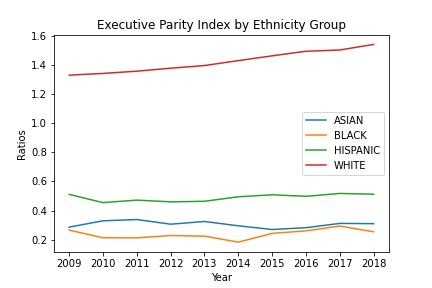 Executive Parity Index by Ethnicity Group
1.6
1.4
1.2
1.0
0.8
0.6
0.4
0.2
Ratios
ASIAN
BLACK
HISPANIC
WHITE
2009 2010 2011 2012 2013 2014 2015 2016 2017 2018
Year